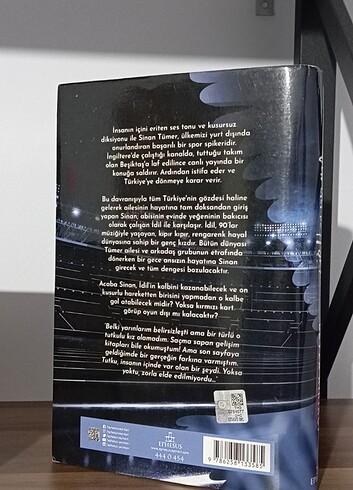 İnsanın içini eriten ses tonu ve kusursuz
diksiyonu ile Sinan Tümer, ülkemizi yurt dışında
onurlandıran başarılı bir spor spikeridir.
İngiltere'de çalıştığı kanalda, tuttuğu takım
olan Beşiktaş'a laf edilince canlı yayında bir
konuğa saldırır. Ardından istifa eder ve
Türkiye'ye dönmeye karar verir.
Bu davranışıyla tüm Türkiye'nin gözdesi haline
gelerek ailesinin hayatına tam doksandan giriş
yapan Sinan; abisinin evinde yeğeninin bakıcısı
olarak çalışan İdil ile karşılaşır. İdil, 90'lar
müziğiyle yaşayan, kıpır kıpır, rengarenk hayal
dünyasına sahip bir genç kızdır. Bütün dünyası
Tümer ailesi ve arkadaş grubunun etrafında
dönerken bir gece ansızın hayatına Sinan
girecek ve tüm dengesi bozulacaktır.
Acaba Sinan, İdil'in kalbini kazanabilecek ve on
kusurlu hareketten birisini yapmadan o kalbe
gol atabilecek midir? Yoksa kırmızı kart
görüp oyun dışı mı kalacaktır?
"Belki yarınlarım belirsizleşti ama bir türlü o
tutkulu kız olamadım. Saçma sapan gelişim
kitapları bile okumuştum! Ama son sayfaya
geldiğimde bir gerçeğin farkına varmıştım.
Tutku, insanın içinde var olan bir şeydi. Yoksa
yoktu, zorla elde edilmiyordu..."
EPHESUS
444 0 454
9 786256 133585